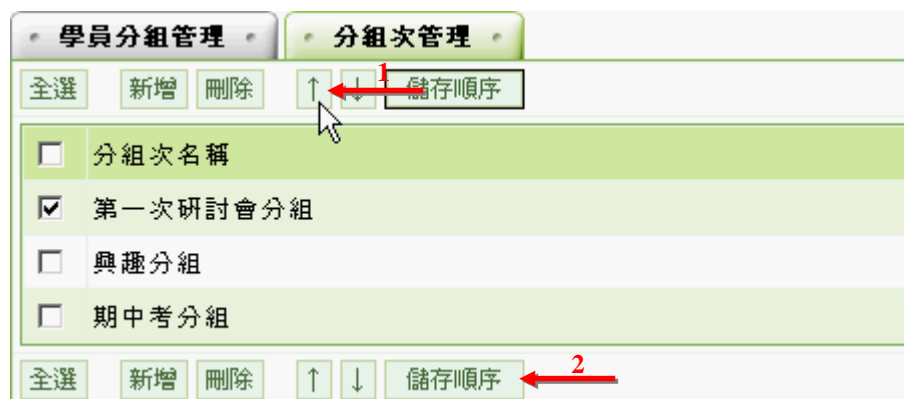 • 學員分組管理 • • 分組次管理 •
全選 新增 刪除 ↑ 1 ↓ 儲存順序
分組次名稱
第一次研討會分組
興趣分組
期中考分組
全選 新增 刪除 ↑ ↓ 儲存順序 2